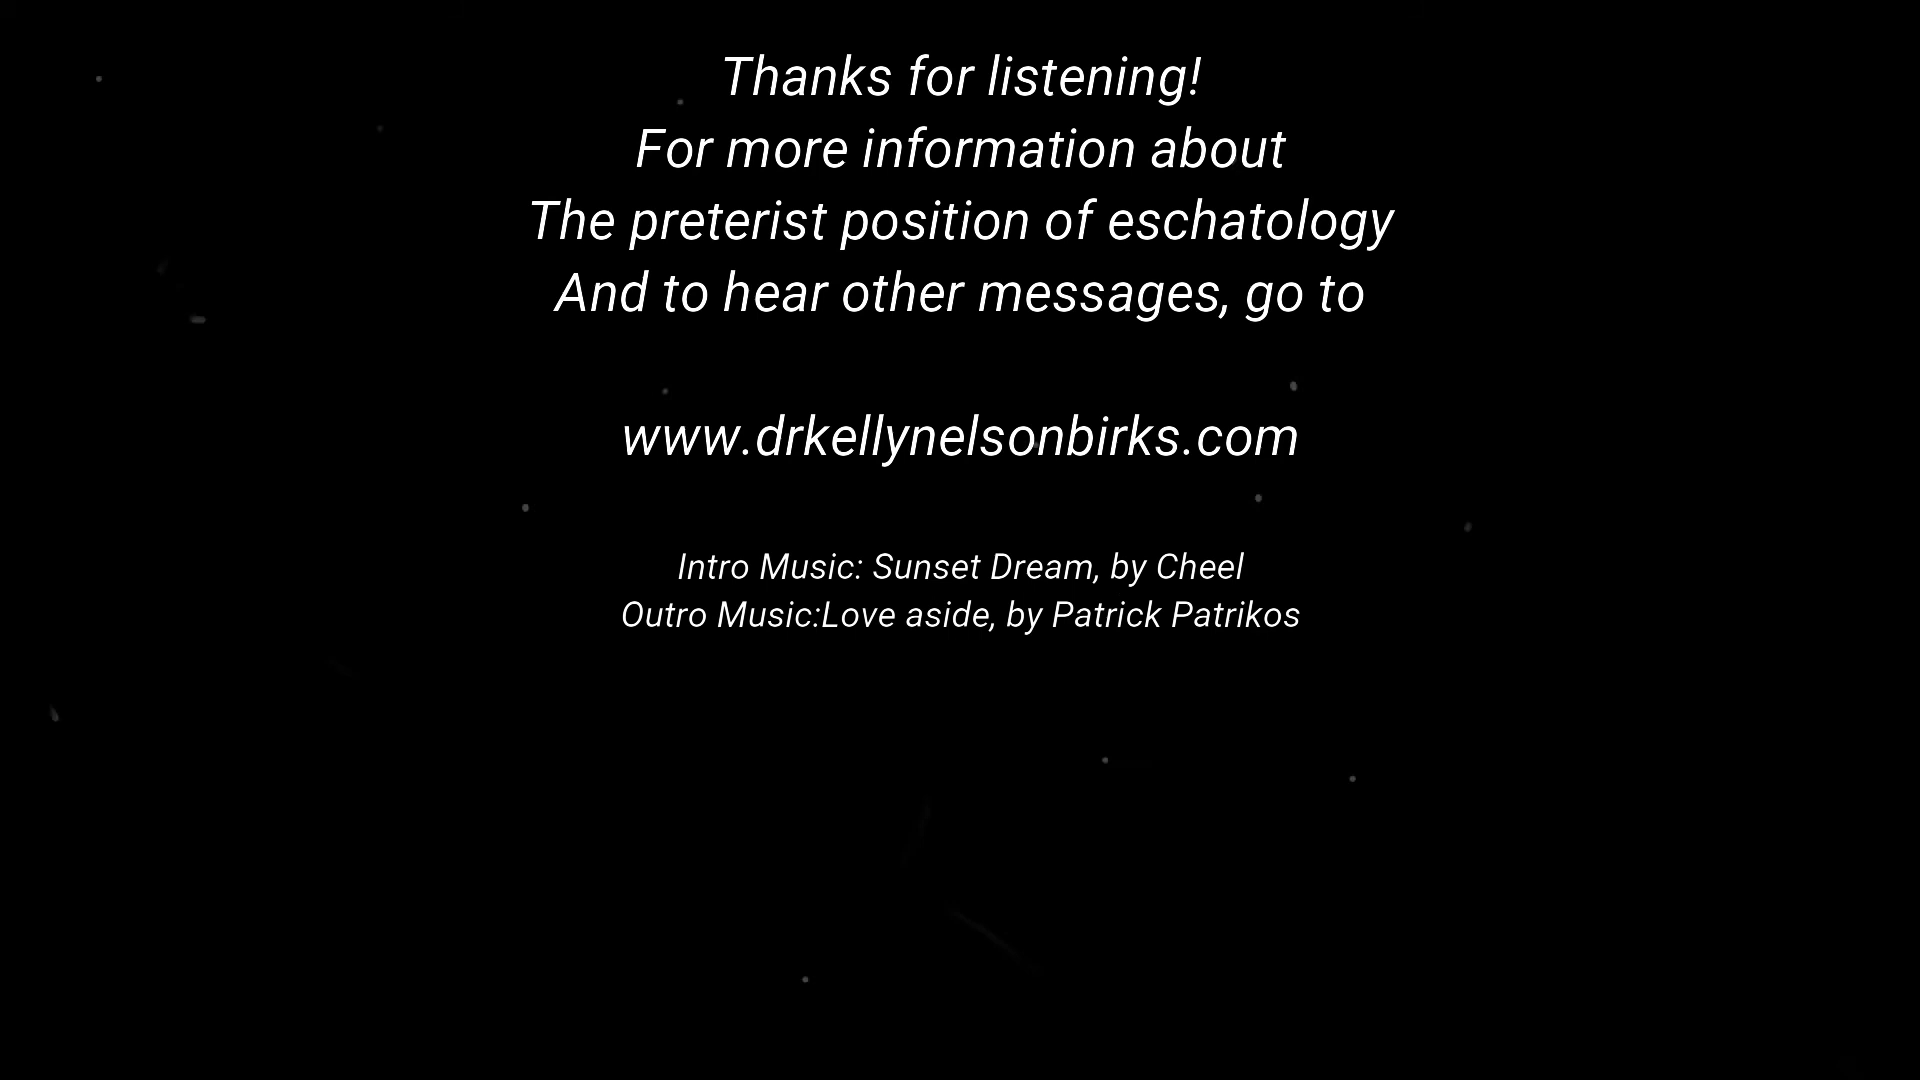 Thanks for listening!
For more information about
The preterist position of eschatology
And to hear other messages, go to
www.drkellynelsonbirks.com
Intro Music: Sunset Dream, by Cheel
Outro Music:Love aside, by Patrick Patrikos